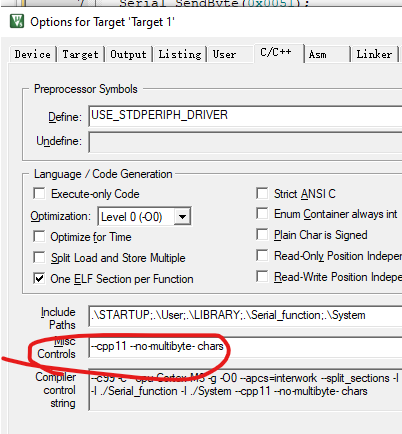 7 Serial_SendByte(0x0051);
Options for Target 'Target 1'
Device Target Output Listing User C/C++ Asm Linker
Preprocessor Symbols
Define: USE_STDPERIPH_DRIVER
Undefine:
Language / Code Generation
Execute-only Code Strict ANSI C
Optimization: Level 0 (-O0) Enum Container always int
Optimize for Time Plain Char is Signed
Split Load and Store Multiple Read-Only Position Indepen
One ELF Section per Function Read-Write Position Indepen
Include Paths .\STARTUP;.\User;.\LIBRARY;.\Serial_function;.\System
Misc Controls --cpp11 --no-multibyte- chars
Compiler control string --c99 -c --cpu Cortex-M3 -g -O0 --apcs=interwork --split_sections -I
-I ./Serial_function -I ./System --cpp11 --no-multibyte- chars